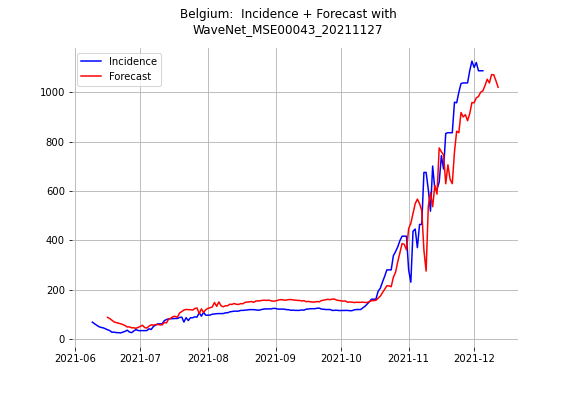 Belgium:  Incidence + Forecast with
WaveNet_MSE00043_20211127
Incidence
Forecast
1000
800
600
400
200
0
2021-06 2021-07 2021-08 2021-09 2021-10 2021-11 2021-12